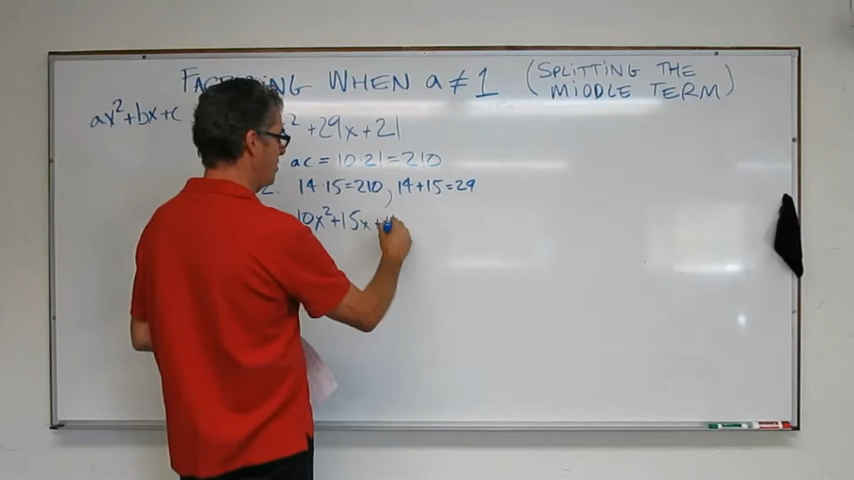 WHEN a ≠ 1 (SPLITTING THE
MIDDLE TERM)
ax²+bx+c
² +29x+21
ac = 10·21=210
2. 14·15=210, 14+15=29
10x²+15x+